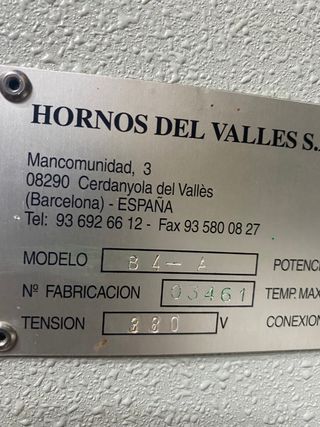 HORNOS DEL VALLES S.
Mancomunidad, 3
08290 Cerdanyola del Vallès
(Barcelona) - ESPAÑA
Tel: 93 692 66 12 - Fax 93 580 08 27
MODELO B4-A POTENC
Nº FABRICACION 03461 TEMP. MAX
TENSION 380 V CONEXION